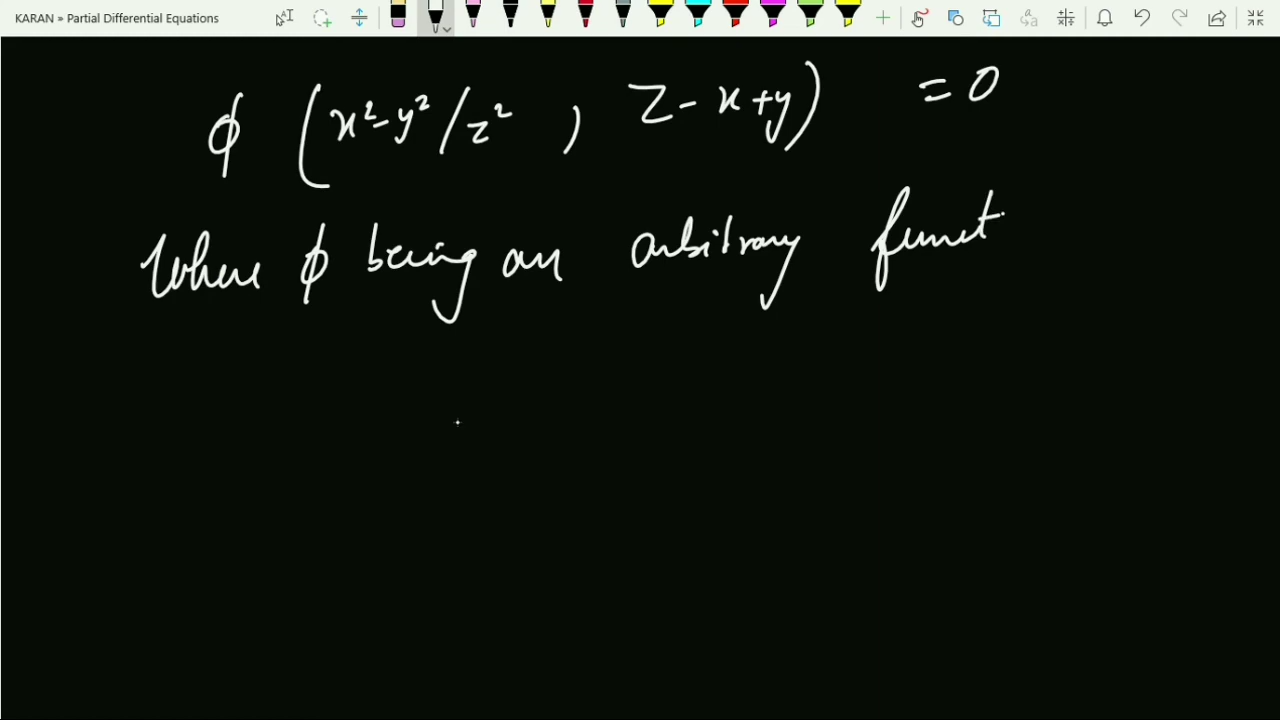 KARAN » Partial Differential Equations
ϕ (x²-y²/z² , z-x+y) =0
Where ϕ being an arbitrary funct